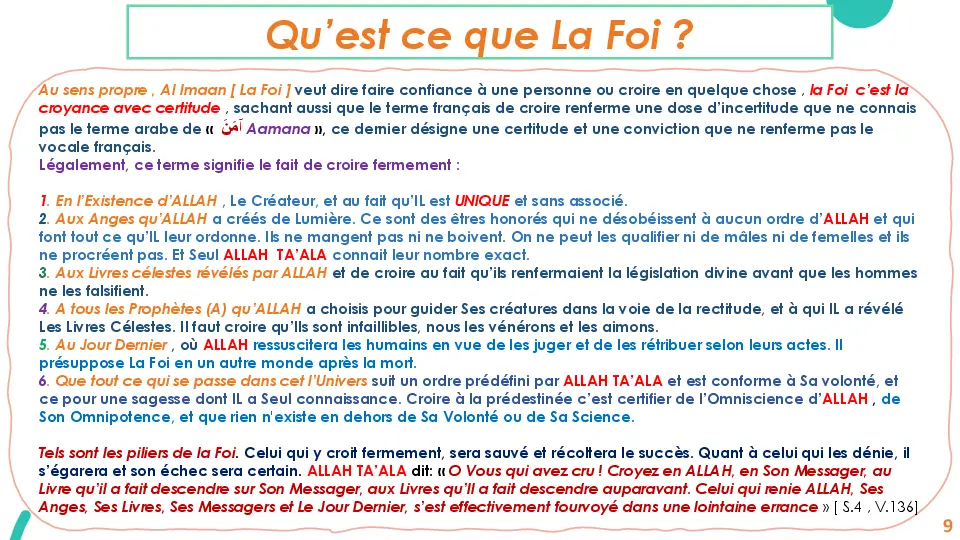 Qu’est ce que La Foi ?
Au sens propre , Al Imaan [ La Foi ] veut dire faire confiance à une personne ou croire en quelque chose , la Foi c’est la
croyance avec certitude , sachant aussi que le terme français de croire renferme une dose d’incertitude que ne connais
pas le terme arabe de « آمَنَ Aamana », ce dernier désigne une certitude et une conviction que ne renferme pas le
vocale français.
Légalement, ce terme signifie le fait de croire fermement :
1. En l’Existence d’ALLAH , Le Créateur, et au fait qu’IL est UNIQUE et sans associé.
2. Aux Anges qu’ALLAH a créés de Lumière. Ce sont des êtres honorés qui ne désobéissent à aucun ordre d’ALLAH et qui
font tout ce qu’IL leur ordonne. Ils ne mangent pas ni ne boivent. On ne peut les qualifier ni de mâles ni de femelles et ils
ne procréent pas. Et Seul ALLAH TA’ALA connait leur nombre exact.
3. Aux Livres célestes révélés par ALLAH et de croire au fait qu’ils renfermaient la législation divine avant que les hommes
ne les falsifient.
4. A tous les Prophètes (A) qu’ALLAH a choisis pour guider Ses créatures dans la voie de la rectitude, et à qui IL a révélé
Les Livres Célestes. Il faut croire qu’Ils sont infaillibles, nous les vénérons et les aimons.
5. Au Jour Dernier , où ALLAH ressuscitera les humains en vue de les juger et de les rétribuer selon leurs actes. Il
présuppose La Foi en un autre monde après la mort.
6. Que tout ce qui se passe dans cet l’Univers suit un ordre prédéfini par ALLAH TA’ALA et est conforme à Sa volonté, et
ce pour une sagesse dont IL a Seul connaissance. Croire à la prédestinée c’est certifier de l’Omniscience d’ALLAH , de
Son Omnipotence, et que rien n'existe en dehors de Sa Volonté ou de Sa Science.
Tels sont les piliers de la Foi. Celui qui y croit fermement, sera sauvé et récoltera le succès. Quant à celui qui les dénie, il
s’égarera et son échec sera certain. ALLAH TA’ALA dit: « O Vous qui avez cru ! Croyez en ALLAH, en Son Messager, au
Livre qu’il a fait descendre sur Son Messager, aux Livres qu’Il a fait descendre auparavant. Celui qui renie ALLAH, Ses
Anges, Ses Livres, Ses Messagers et Le Jour Dernier, s’est effectivement fourvoyé dans une lointaine errance » [ S.4 , V.136]
9